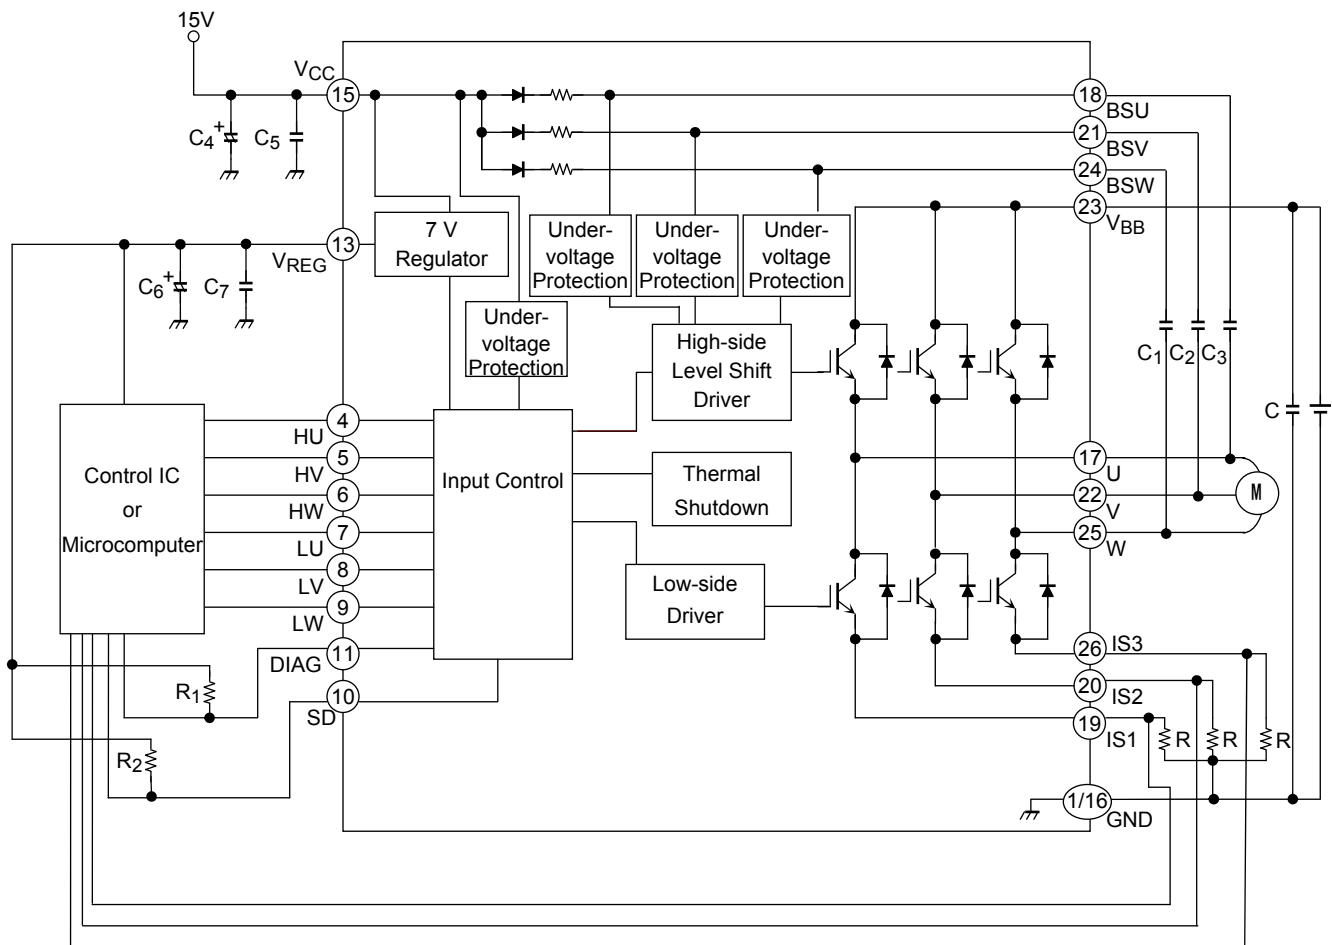 15V
VCC
15
C4
+
C5
18
BSU
21
BSV
24
BSW
23
VBB
7 V
Regulator
13
VREG
C6
+
C7
Under-
voltage
Protection
Under-
voltage
Protection
Under-
voltage
Protection
Under-
voltage
Protection
High-side
Level Shift
Driver
C1
C2
C3
C
Control IC
or
Microcomputer
4
HU
5
HV
6
HW
7
LU
8
LV
9
LW
11
DIAG
10
SD
Input Control
Thermal
Shutdown
Low-side
Driver
17
U
22
V
25
W
M
26
IS3
20
IS2
19
IS1
R
R
R
R1
R2
1/16
GND